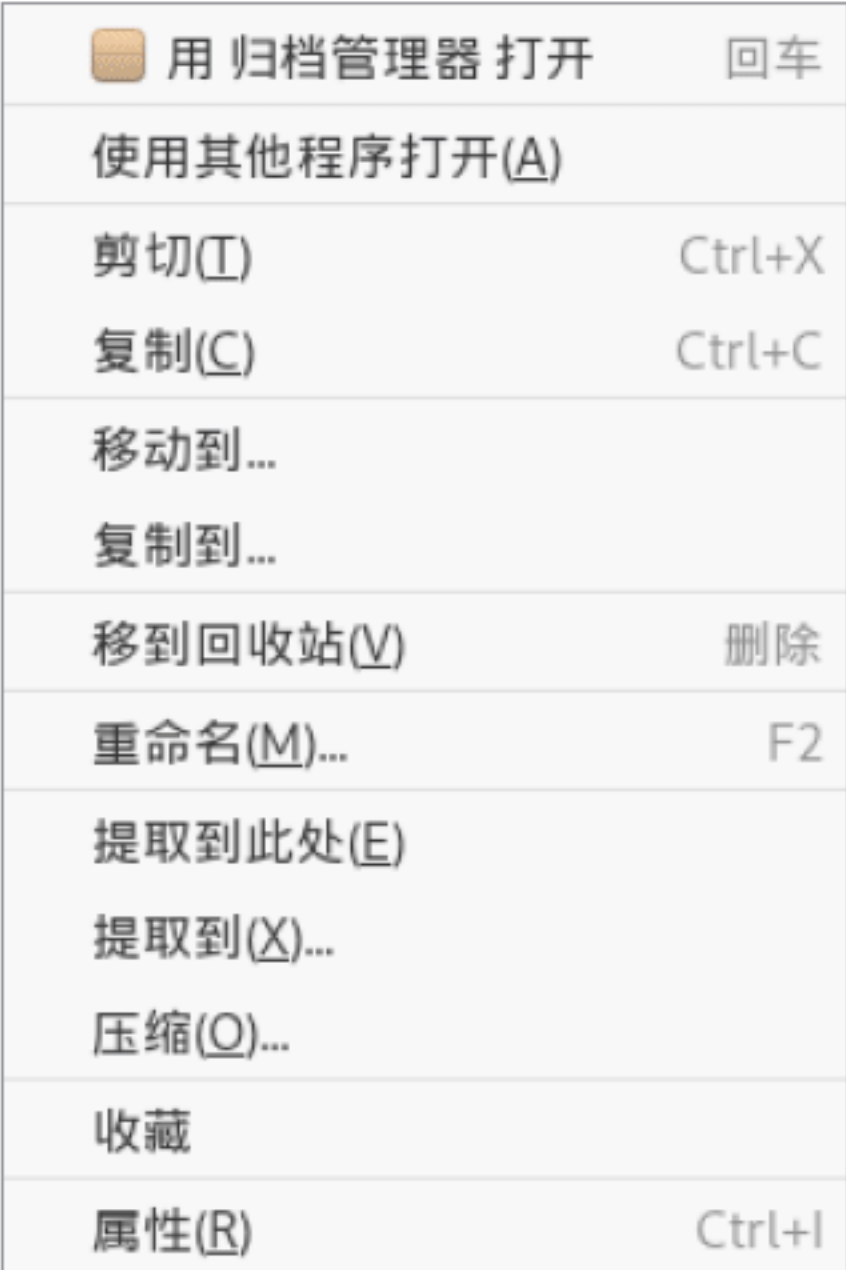 用 归档管理器 打开 回车
使用其他程序打开(A)
剪切(T) Ctrl+X
复制(C) Ctrl+C
移动到...
复制到...
移到回收站(V) 删除
重命名(M)... F2
提取到此处(E)
提取到(X)...
压缩(O)...
收藏
属性(R) Ctrl+I